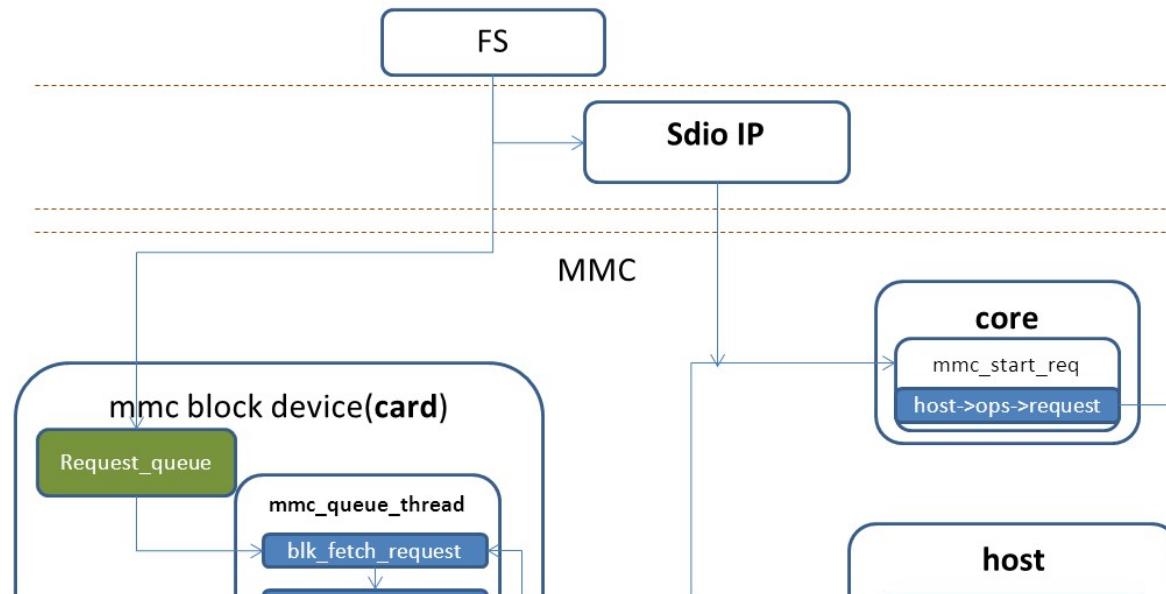 FS
Sdio IP
MMC
core
mmc_start_req
host->ops->request
mmc block device(card)
Request_queue
mmc_queue_thread
blk_fetch_request
host